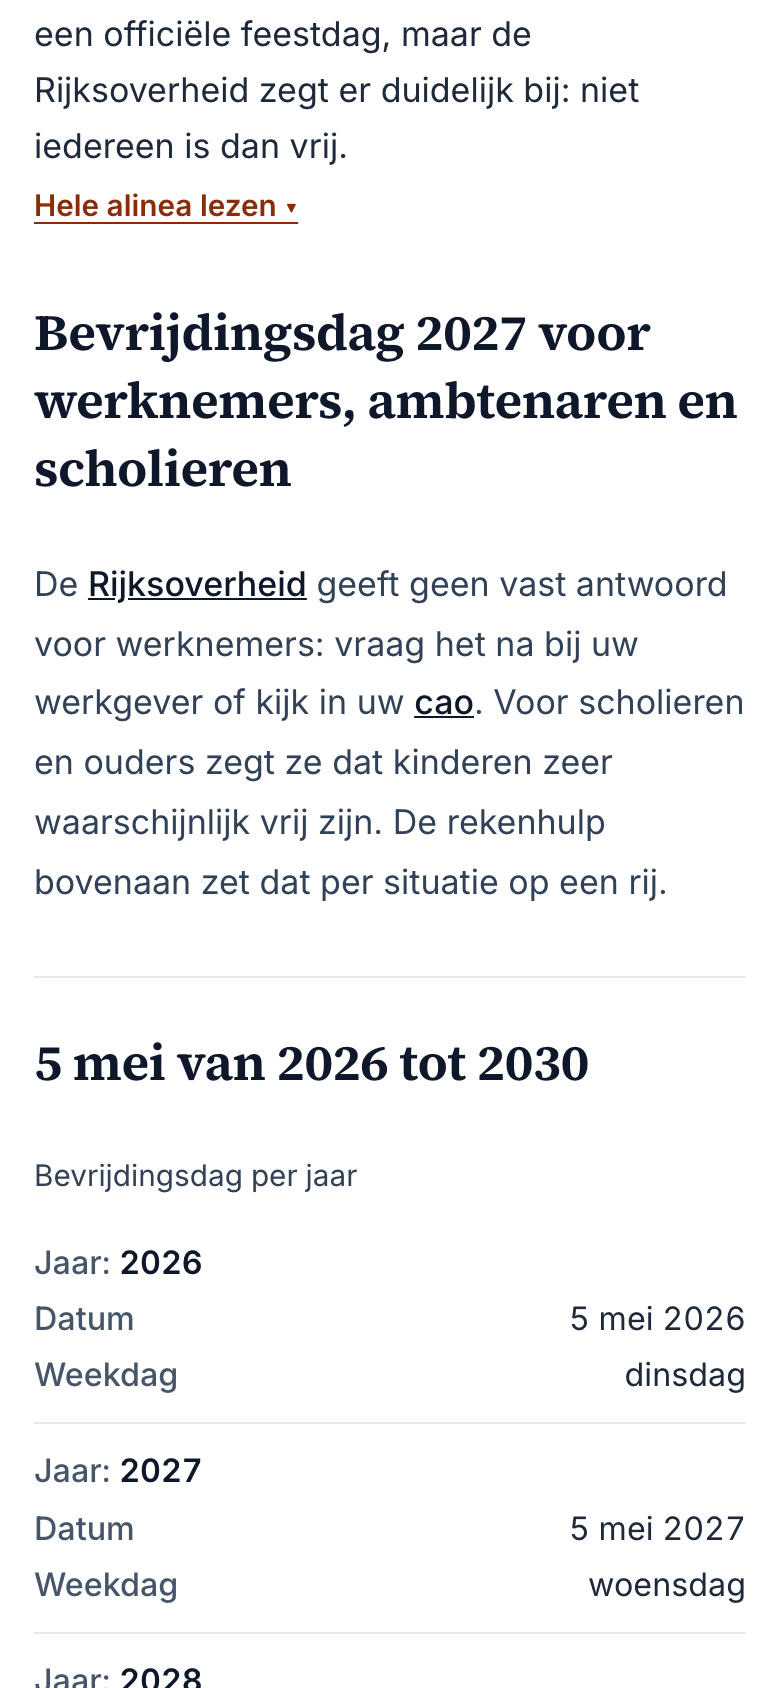 een officiële feestdag, maar de
Rijksoverheid zegt er duidelijk bij: niet
iedereen is dan vrij.
Hele alinea lezen ▾
Bevrijdingsdag 2027 voor
werknemers, ambtenaren en
scholieren
De Rijksoverheid geeft geen vast antwoord
voor werknemers: vraag het na bij uw
werkgever of kijk in uw cao. Voor scholieren
en ouders zegt ze dat kinderen zeer
waarschijnlijk vrij zijn. De rekenhulp
bovenaan zet dat per situatie op een rij.
5 mei van 2026 tot 2030
Bevrijdingsdag per jaar
Jaar: 2026
Datum 5 mei 2026
Weekdag dinsdag
Jaar: 2027
Datum 5 mei 2027
Weekdag woensdag
Jaar: 2028